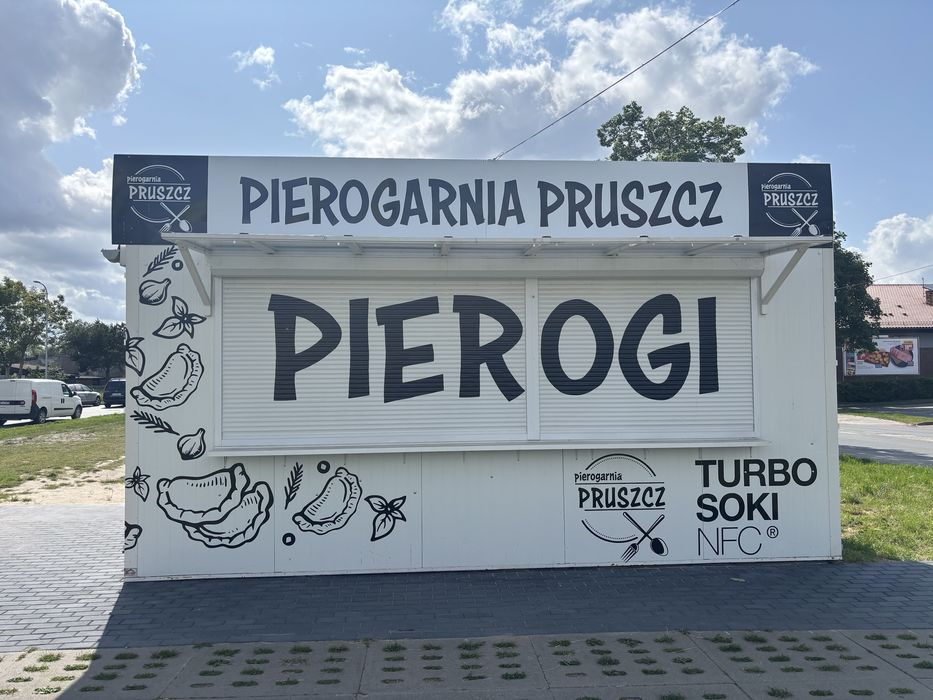 pierogarnia
PRUSZCZ
PIEROGARNIA PRUSZCZ
pierogarnia
PRUSZCZ
PIEROGI
pierogarnia
PRUSZCZ
TURBO
SOKI
NFC®